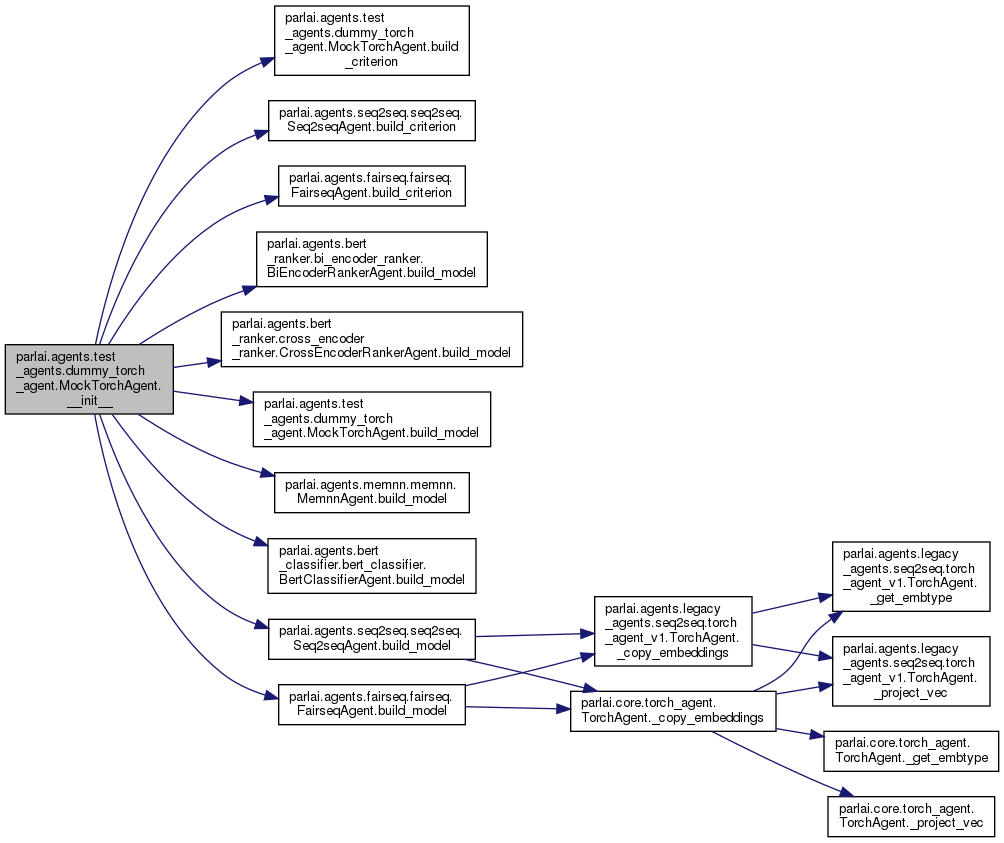 parlai.agents.test
_agents.dummy_torch
_agent.MockTorchAgent.build
_criterion
parlai.agents.seq2seq.seq2seq.
Seq2seqAgent.build_criterion
parlai.agents.fairseq.fairseq.
FairseqAgent.build_criterion
parlai.agents.bert
_ranker.bi_encoder_ranker.
BiEncoderRankerAgent.build_model
parlai.agents.bert
_ranker.cross_encoder
_ranker.CrossEncoderRankerAgent.build_model
parlai.agents.test
_agents.dummy_torch
_agent.MockTorchAgent.
__init__
parlai.agents.test
_agents.dummy_torch
_agent.MockTorchAgent.build_model
parlai.agents.memnn.memnn.
MemnnAgent.build_model
parlai.agents.bert
_classifier.bert_classifier.
BertClassifierAgent.build_model
parlai.agents.seq2seq.seq2seq.
Seq2seqAgent.build_model
parlai.agents.fairseq.fairseq.
FairseqAgent.build_model
parlai.agents.legacy
_agents.seq2seq.torch
_agent_v1.TorchAgent.
_copy_embeddings
parlai.core.torch_agent.
TorchAgent._copy_embeddings
parlai.agents.legacy
_agents.seq2seq.torch
_agent_v1.TorchAgent.
_get_embtype
parlai.agents.legacy
_agents.seq2seq.torch
_agent_v1.TorchAgent.
_project_vec
parlai.core.torch_agent.
TorchAgent._get_embtype
parlai.core.torch_agent.
TorchAgent._project_vec